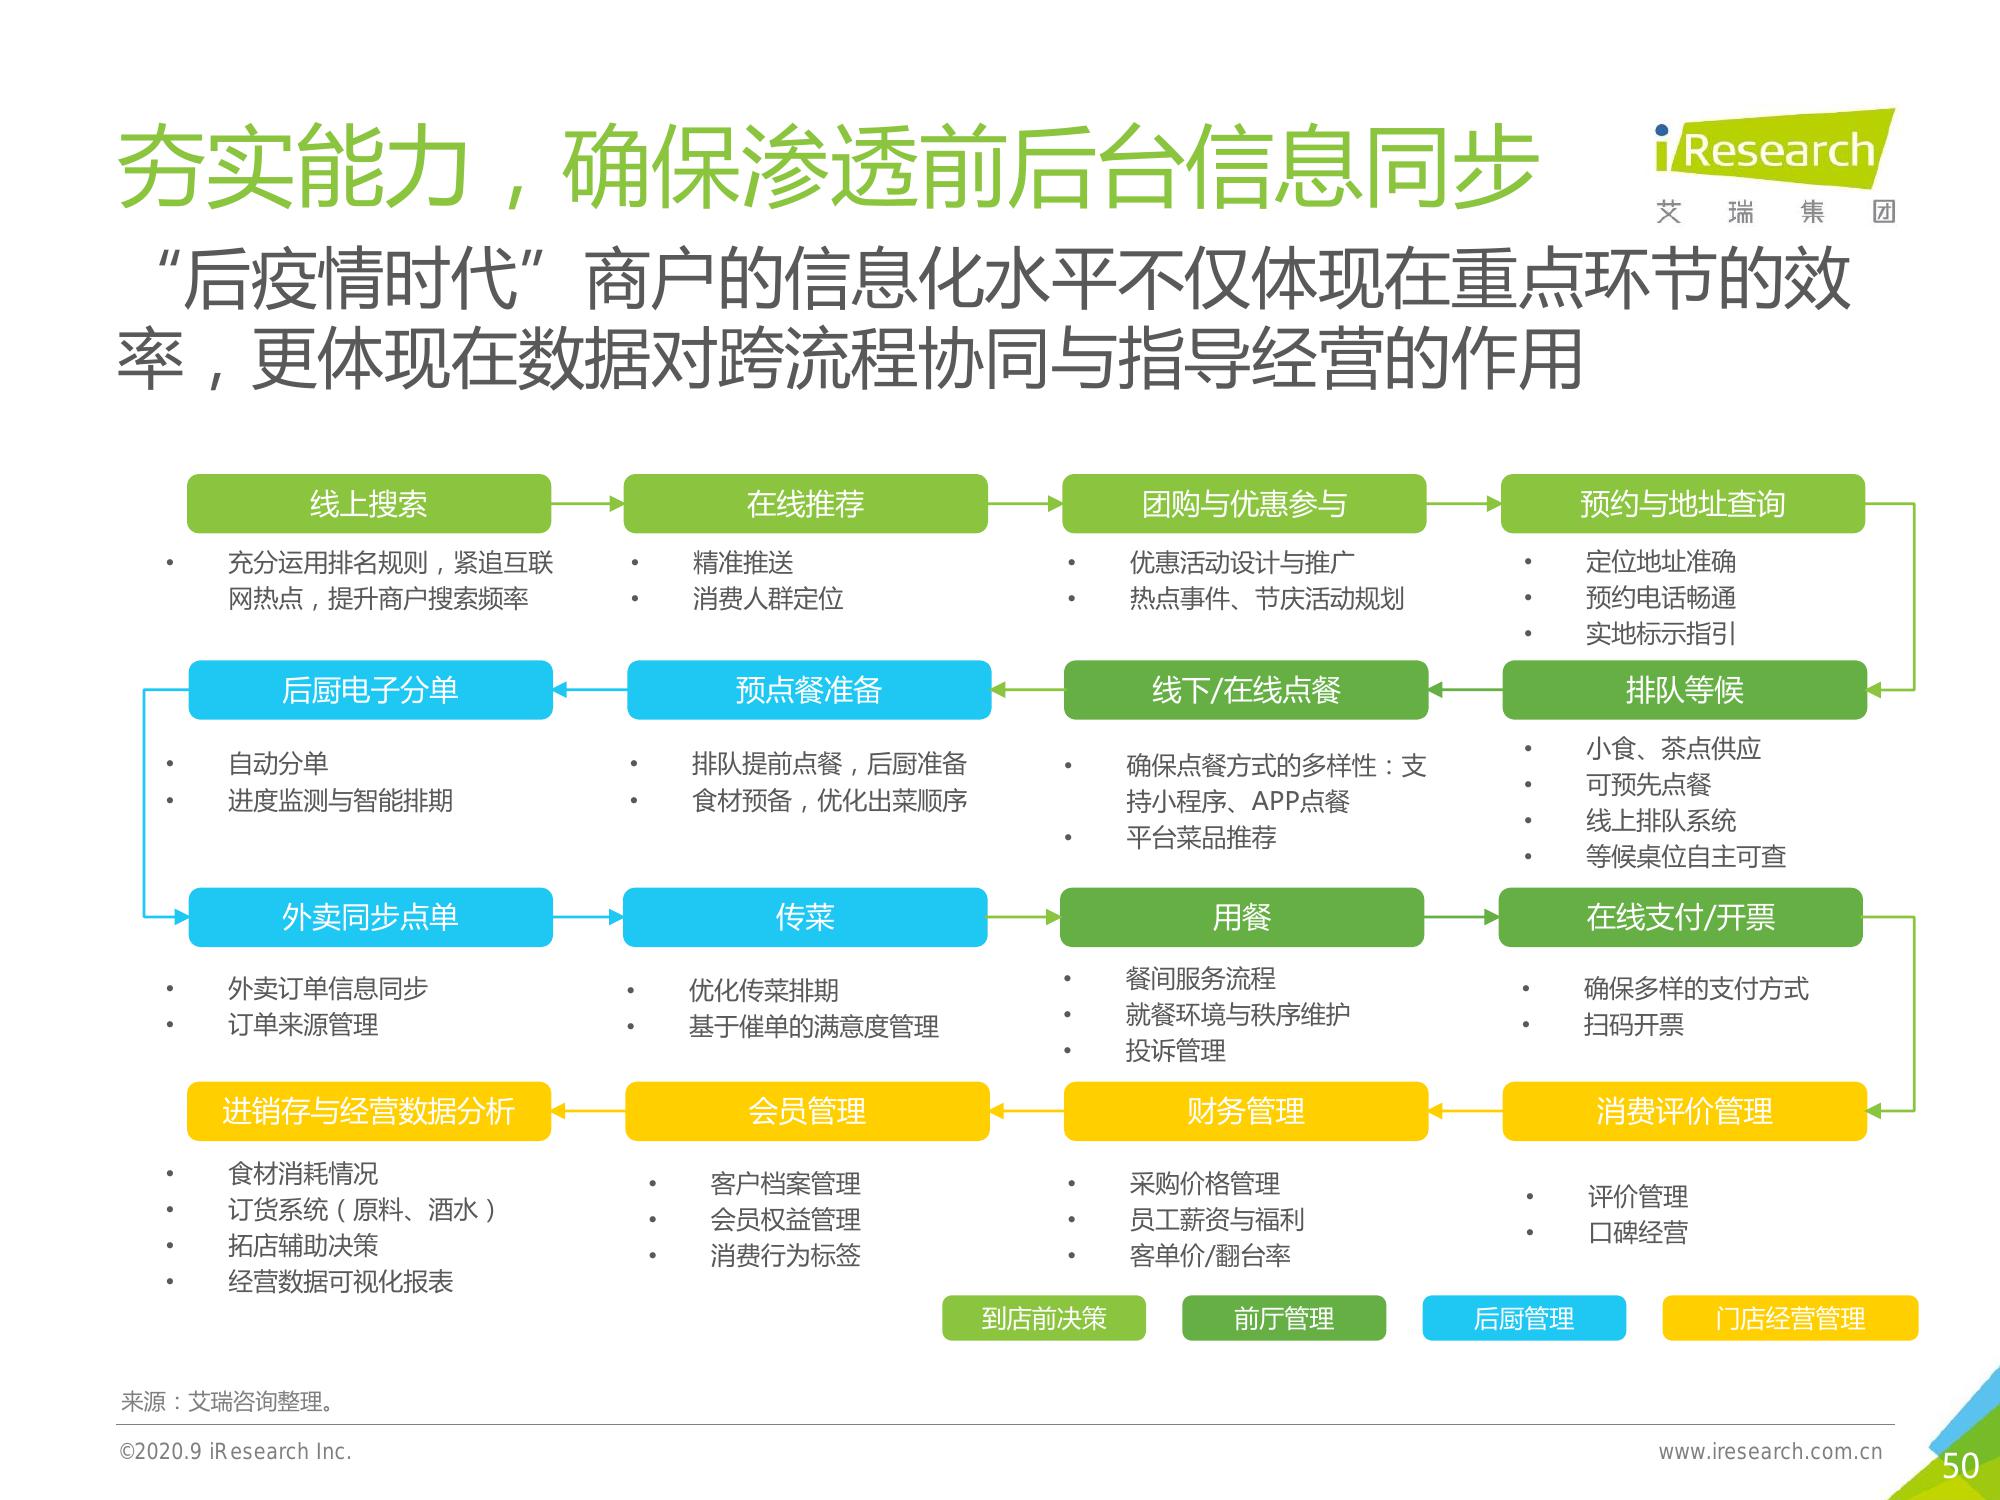 夯实能力，确保渗透前后台信息同步
iResearch
艾瑞集团
“后疫情时代”商户的信息化水平不仅体现在重点环节的效
率，更体现在数据对跨流程协同与指导经营的作用
线上搜索
• 充分运用排名规则，紧追互联
网热点，提升商户搜索频率
在线推荐
• 精准推送
• 消费人群定位
团购与优惠参与
• 优惠活动设计与推广
• 热点事件、节庆活动规划
预约与地址查询
• 定位地址准确
• 预约电话畅通
• 实地标示指引
后厨电子分单
• 自动分单
• 进度监测与智能排期
预点餐准备
• 排队提前点餐，后厨准备
• 食材预备，优化出菜顺序
线下/在线点餐
• 确保点餐方式的多样性：支
持小程序、APP点餐
• 平台菜品推荐
排队等候
• 小食、茶点供应
• 可预先点餐
• 线上排队系统
• 等候桌位自主可查
外卖同步点单
• 外卖订单信息同步
• 订单来源管理
传菜
• 优化传菜排期
• 基于催单的满意度管理
用餐
• 餐间服务流程
• 就餐环境与秩序维护
• 投诉管理
在线支付/开票
• 确保多样的支付方式
• 扫码开票
进销存与经营数据分析
• 食材消耗情况
• 订货系统（原料、酒水）
• 拓店辅助决策
• 经营数据可视化报表
会员管理
• 客户档案管理
• 会员权益管理
• 消费行为标签
财务管理
• 采购价格管理
• 员工薪资与福利
• 客单价/翻台率
消费评价管理
• 评价管理
• 口碑经营
到店前决策
前厅管理
后厨管理
门店经营管理
来源：艾瑞咨询整理。
©2020.9 iResearch Inc.
www.iresearch.com.cn
50